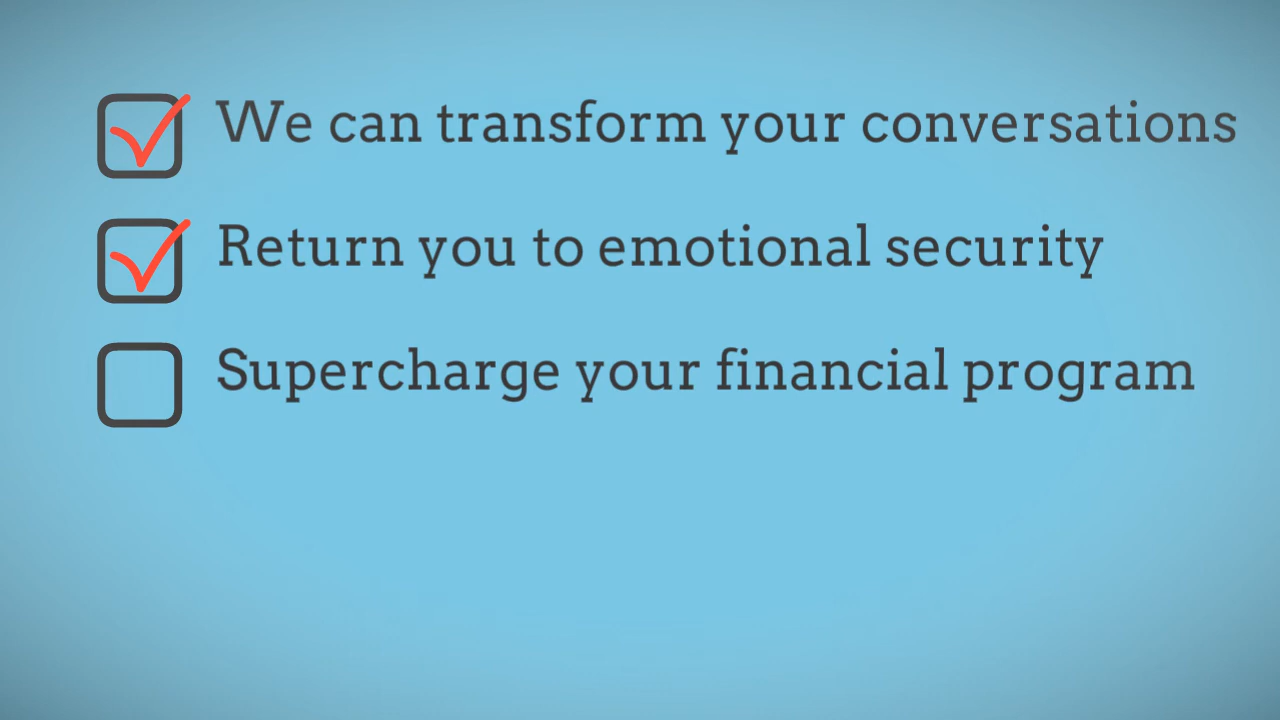 We can transform your conversations
Return you to emotional security
Supercharge your financial program